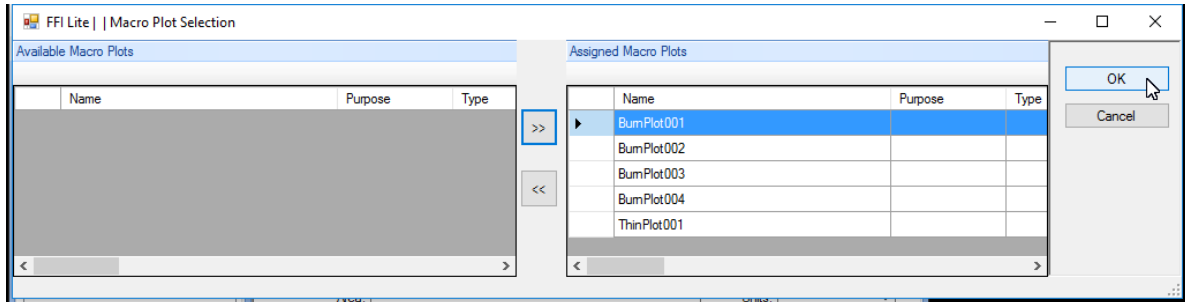 FFI Lite | | Macro Plot Selection
Available Macro Plots
Assigned Macro Plots
OK
Cancel
Name Purpose Type
>>
<<
Name Purpose Type
BurnPlot001
BurnPlot002
BurnPlot003
BurnPlot004
ThinPlot001
Area:
Units: